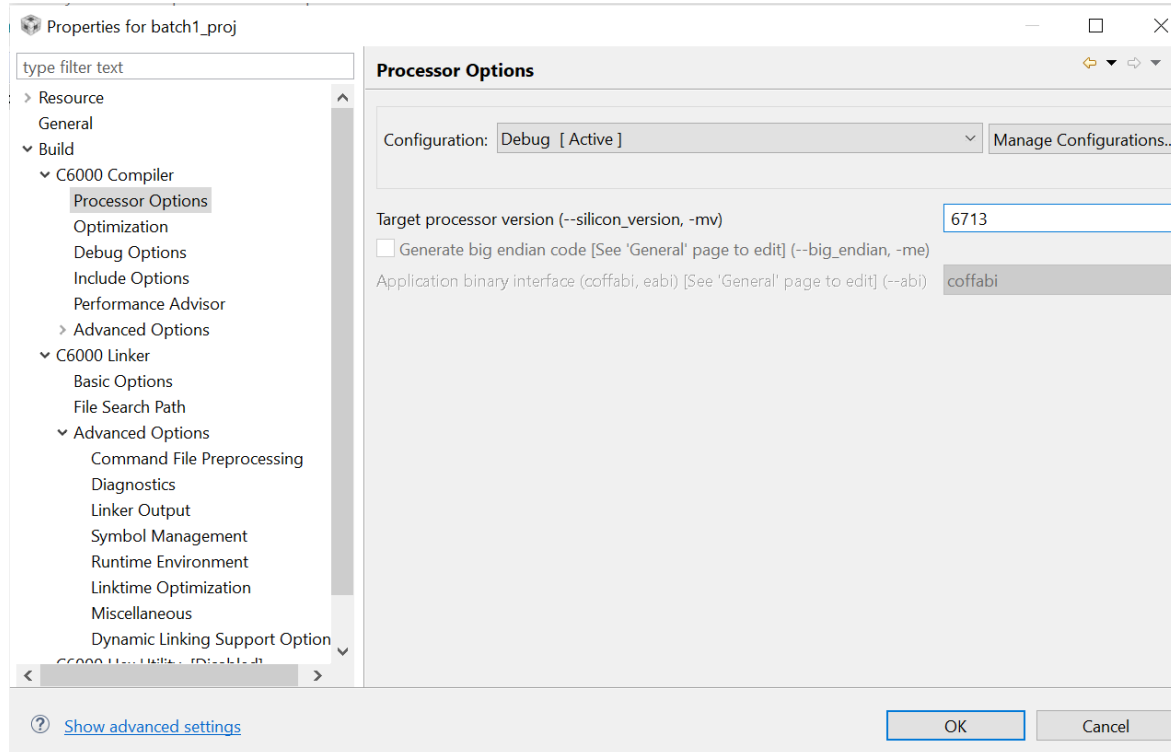 Properties for batch1_proj
type filter text
Resource
General
Build
C6000 Compiler
Processor Options
Optimization
Debug Options
Include Options
Performance Advisor
Advanced Options
C6000 Linker
Basic Options
File Search Path
Advanced Options
Command File Preprocessing
Diagnostics
Linker Output
Symbol Management
Runtime Environment
Linktime Optimization
Miscellaneous
Dynamic Linking Support Option
C6000 Hex Utility [Disabled]
Processor Options
Configuration: Debug [ Active ] Manage Configurations..
Target processor version (--silicon_version, -mv) 6713
Generate big endian code [See 'General' page to edit] (--big_endian, -me)
Application binary interface (coffabi, eabi) [See 'General' page to edit] (--abi) coffabi
Show advanced settings
OK Cancel